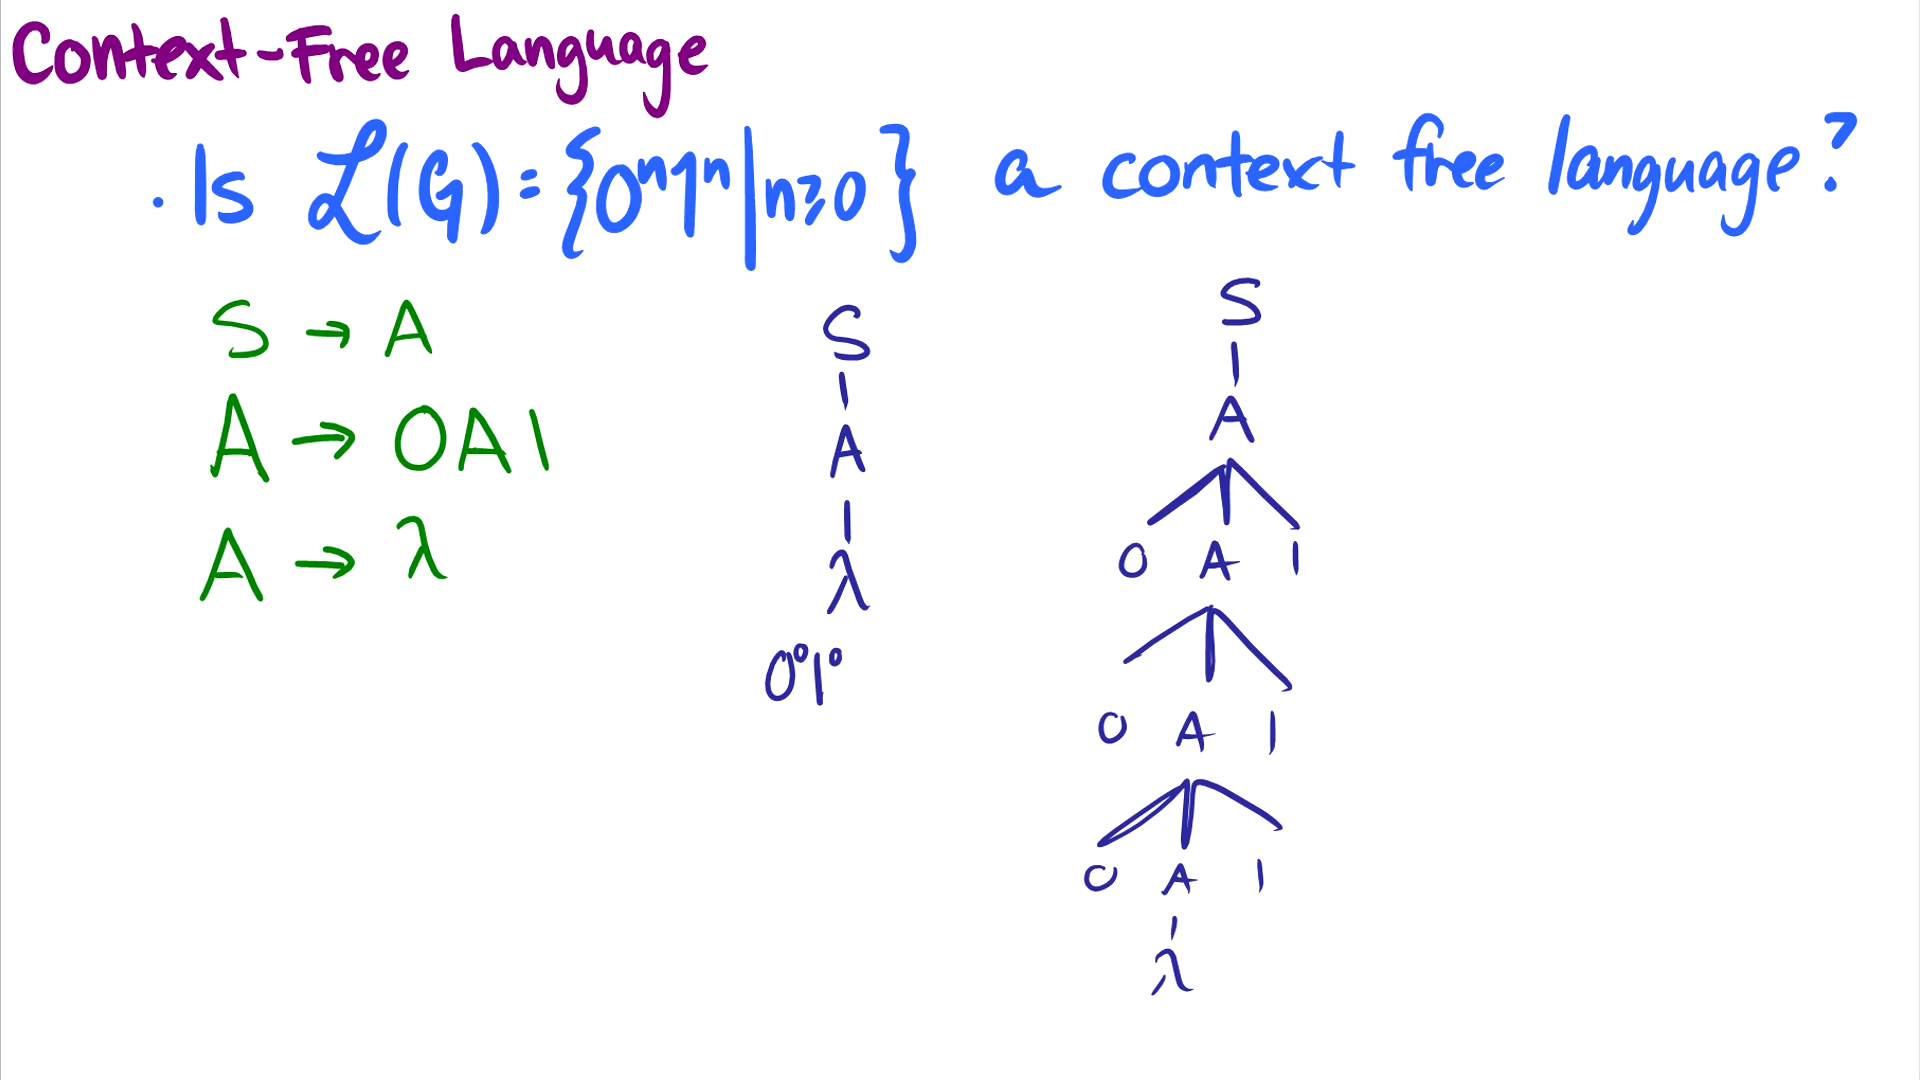 Context-Free Language
. Is ℒ(G)={0ⁿ1ⁿ|n≥0} a context free language?
S → A
A → 0A1
A → λ
S
A
λ
0⁰1⁰
S
A
0 A 1
0 A 1
0 A 1
λ